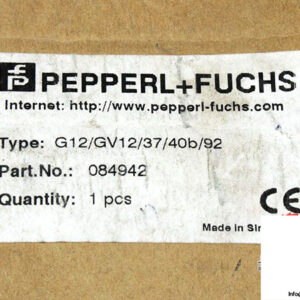 PEPPERL+FUCHS
Internet: http://www.pepperl-fuchs.com
Type: G12/GV12/37/40b/92
Part.No.: 084942
Quantity: 1 pcs
CE
Made in